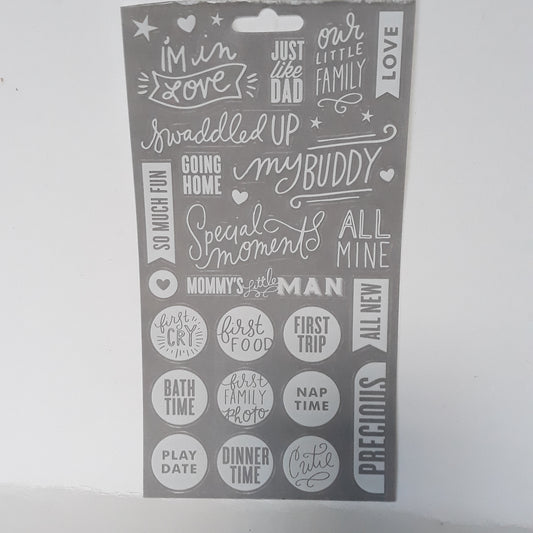 i'm in
love
JUST
like
DAD
our
LITTLE
FAMILY
LOVE
swaddled UP
GOING
HOME
my BUDDY
SO MUCH FUN
Special
moments
ALL
MINE
MOMMY'S little MAN
ALL NEW
first
CRY
first
FOOD
FIRST
TRIP
BATH
TIME
first
FAMILY
photo
NAP
TIME
PRECIOUS
PLAY
DATE
DINNER
TIME
Cutie